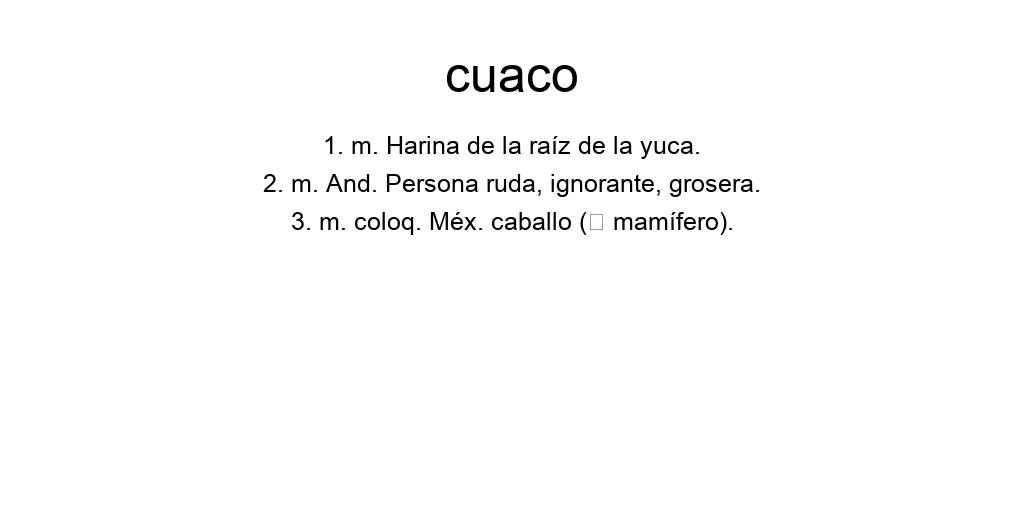 cuaco
1. m. Harina de la raíz de la yuca.
2. m. And. Persona ruda, ignorante, grosera.
3. m. coloq. Méx. caballo (▯ mamífero).